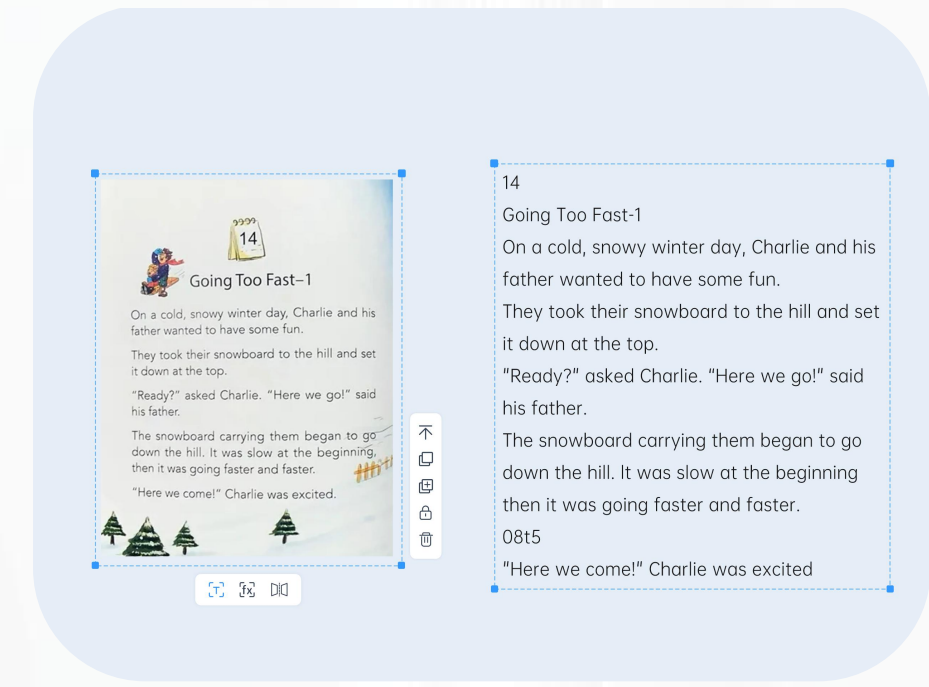 14
Going Too Fast–1
On a cold, snowy winter day, Charlie and his
father wanted to have some fun.
They took their snowboard to the hill and set
it down at the top.
"Ready?" asked Charlie. "Here we go!" said
his father.
The snowboard carrying them began to go
down the hill. It was slow at the beginning,
then it was going faster and faster.
"Here we come!" Charlie was excited.
T
fx
14
Going Too Fast-1
On a cold, snowy winter day, Charlie and his
father wanted to have some fun.
They took their snowboard to the hill and set
it down at the top.
"Ready?" asked Charlie. "Here we go!" said
his father.
The snowboard carrying them began to go
down the hill. It was slow at the beginning
then it was going faster and faster.
08t5
"Here we come!" Charlie was excited